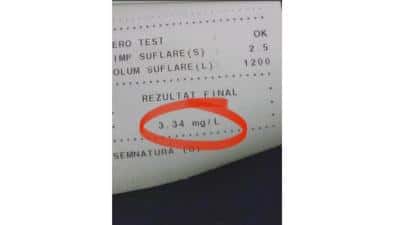 ERO TEST OK
IMP SUFLARE(S) 2.5
OLUM SUFLARE(L) 1200
REZULTAT FINAL
3.34 mg/L
SEMNATURA (O)